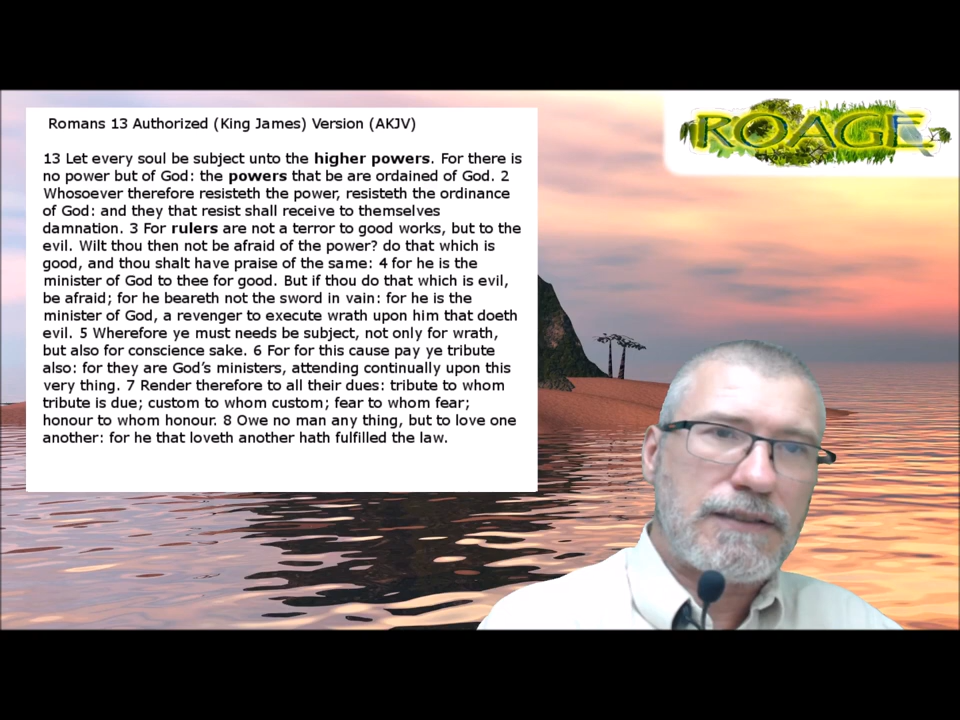 Romans 13 Authorized (King James) Version (AKJV)
13 Let every soul be subject unto the higher powers. For there is
no power but of God: the powers that be are ordained of God. 2
Whosoever therefore resisteth the power, resisteth the ordinance
of God: and they that resist shall receive to themselves
damnation. 3 For rulers are not a terror to good works, but to the
evil. Wilt thou then not be afraid of the power? do that which is
good, and thou shalt have praise of the same: 4 for he is the
minister of God to thee for good. But if thou do that which is evil,
be afraid; for he beareth not the sword in vain: for he is the
minister of God, a revenger to execute wrath upon him that doeth
evil. 5 Wherefore ye must needs be subject, not only for wrath,
but also for conscience sake. 6 For for this cause pay ye tribute
also: for they are God’s ministers, attending continually upon this
very thing. 7 Render therefore to all their dues: tribute to whom
tribute is due; custom to whom custom; fear to whom fear;
honour to whom honour. 8 Owe no man any thing, but to love one
another: for he that loveth another hath fulfilled the law.
ROAGE